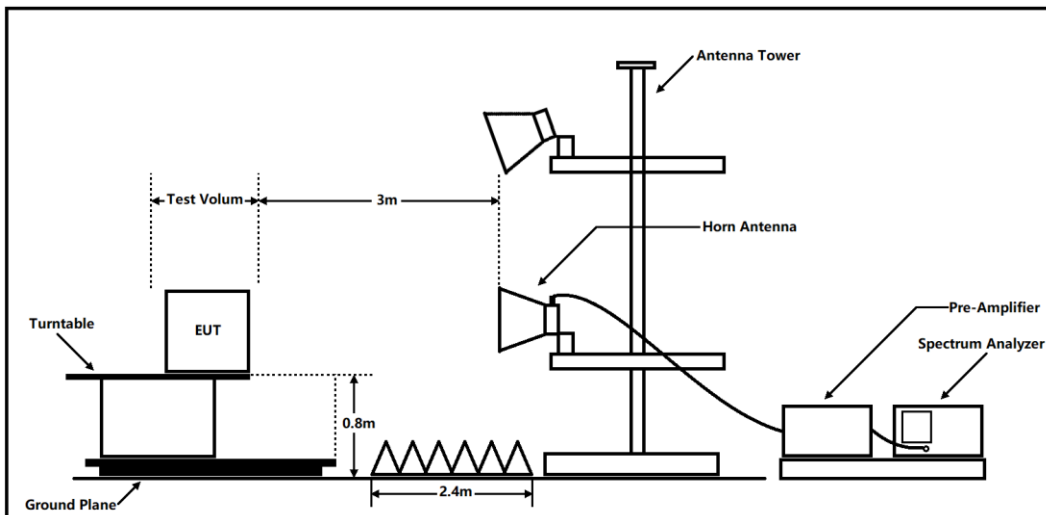 Antenna Tower
Test Volum
3m
Horn Antenna
Pre-Amplifier
Turntable
EUT
Spectrum Analyzer
0.8m
2.4m
Ground Plane